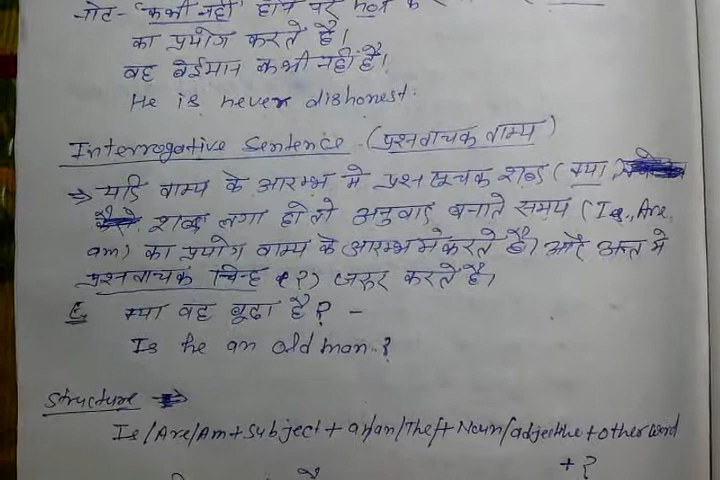 नोट- 'कभी नहीं' होने पर not के
का प्रयोग करते है।
वह बेईमान कभी नहीं है।
He is never dishonest.
Interrogative Sentence (प्रश्नवाचक वाक्य)
⇒ यदि वाक्य के आरम्भ मे प्रश्न सूचक शब्द (क्या,
शब्द लगा हो तो अनुवाद बनाते समय (Is, Are,
am) का प्रयोग वाक्य के आरम्भ मे करते है। और अन्त मे
प्रश्नवाचक चिन्ह (?) जरुर करते है।
E क्या वह बूढा है? -
Is he an old man.?
Structure ⇒
Is/Are/Am+Subject + a/an/The/+Noun/adjective+other word
+?